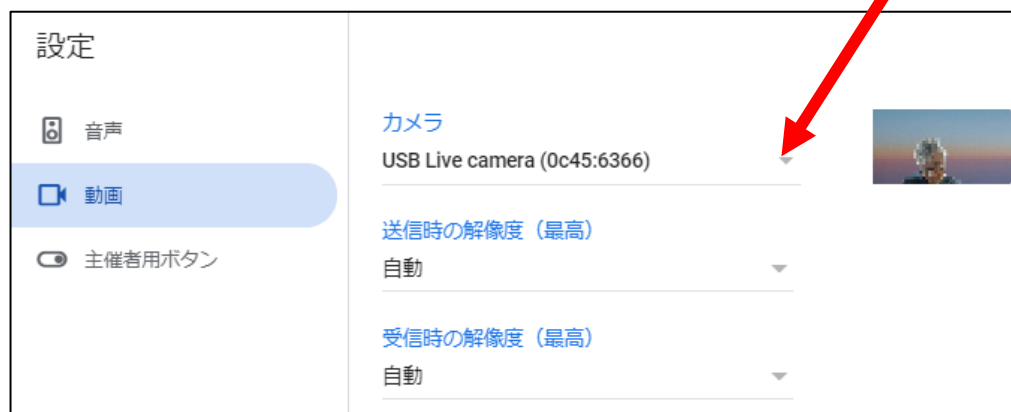 設定
音声
動画
主催者用ボタン
カメラ
USB Live camera (0c45:6366)
送信時の解像度（最高）
自動
受信時の解像度（最高）
自動